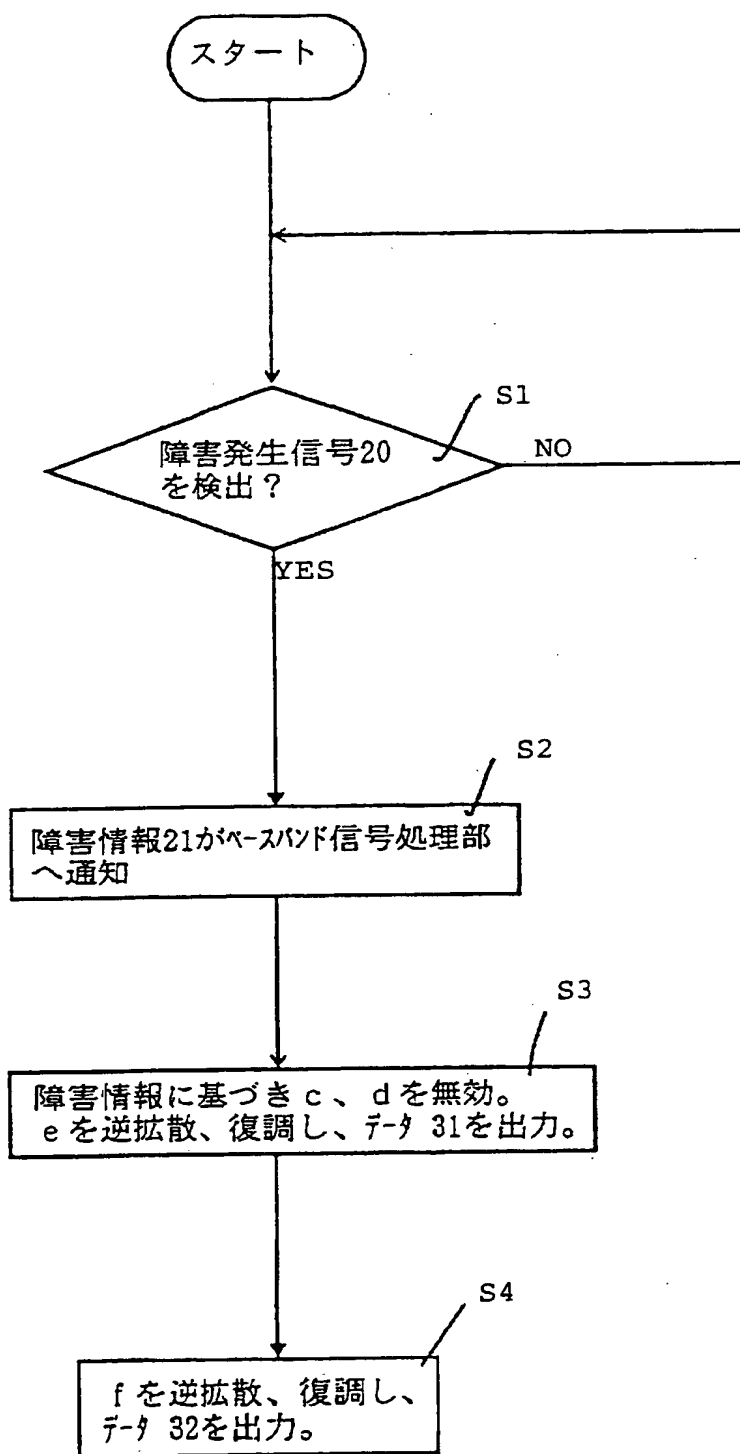 スタート
S1
障害発生信号20
を検出？
NO
YES
S2
障害情報21がﾍﾞｰｽﾊﾞﾝﾄﾞ信号処理部
へ通知
S3
障害情報に基づきｃ、ｄを無効。
ｅを逆拡散、復調し、ﾃﾞｰﾀ 31を出力。
S4
ｆを逆拡散、復調し、
ﾃﾞｰﾀ 32を出力。